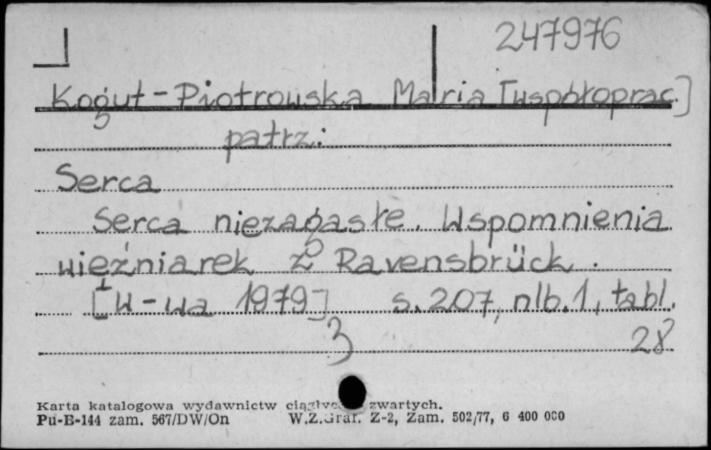 247976
Kogut-Piotrowska Maria [współoprac.]
patrz:
Serca
Serca niezagasłe. Wspomnienia
więźniarek z Ravensbrück.
[W-wa 1979] s. 207, nlb. 1, tabl.
3 28
Karta katalogowa wydawnictw zwartych.
Pu-B-144 zam. 567/DW/On W.Z.Graf. Z-2, Zam. 502/77, 6 400 000